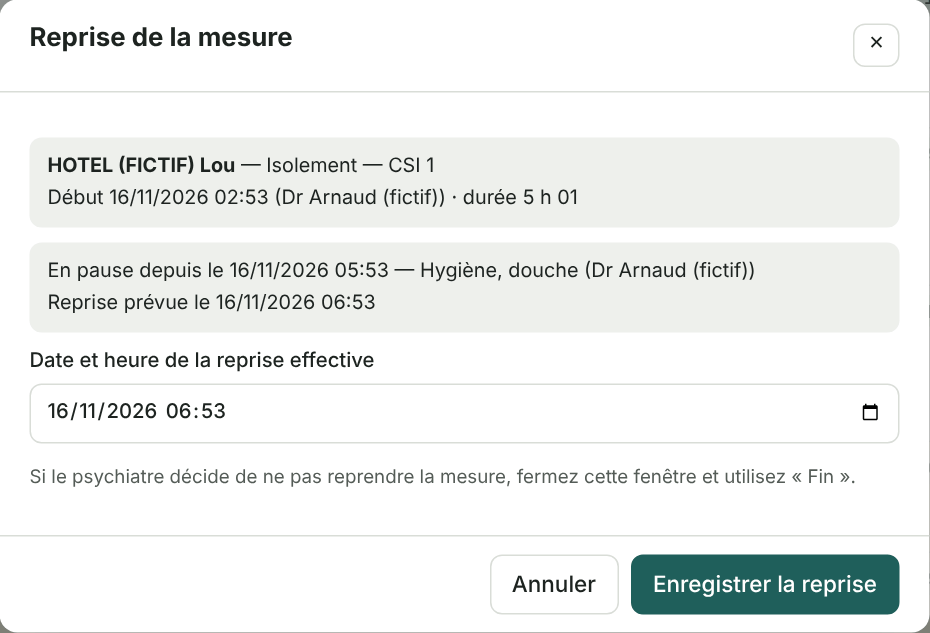 Reprise de la mesure
×
HOTEL (FICTIF) Lou — Isolement — CSI 1
Début 16/11/2026 02:53 (Dr Arnaud (fictif)) · durée 5 h 01
En pause depuis le 16/11/2026 05:53 — Hygiène, douche (Dr Arnaud (fictif))
Reprise prévue le 16/11/2026 06:53
Date et heure de la reprise effective
16/11/2026 06:53
Si le psychiatre décide de ne pas reprendre la mesure, fermez cette fenêtre et utilisez « Fin ».
Annuler
Enregistrer la reprise